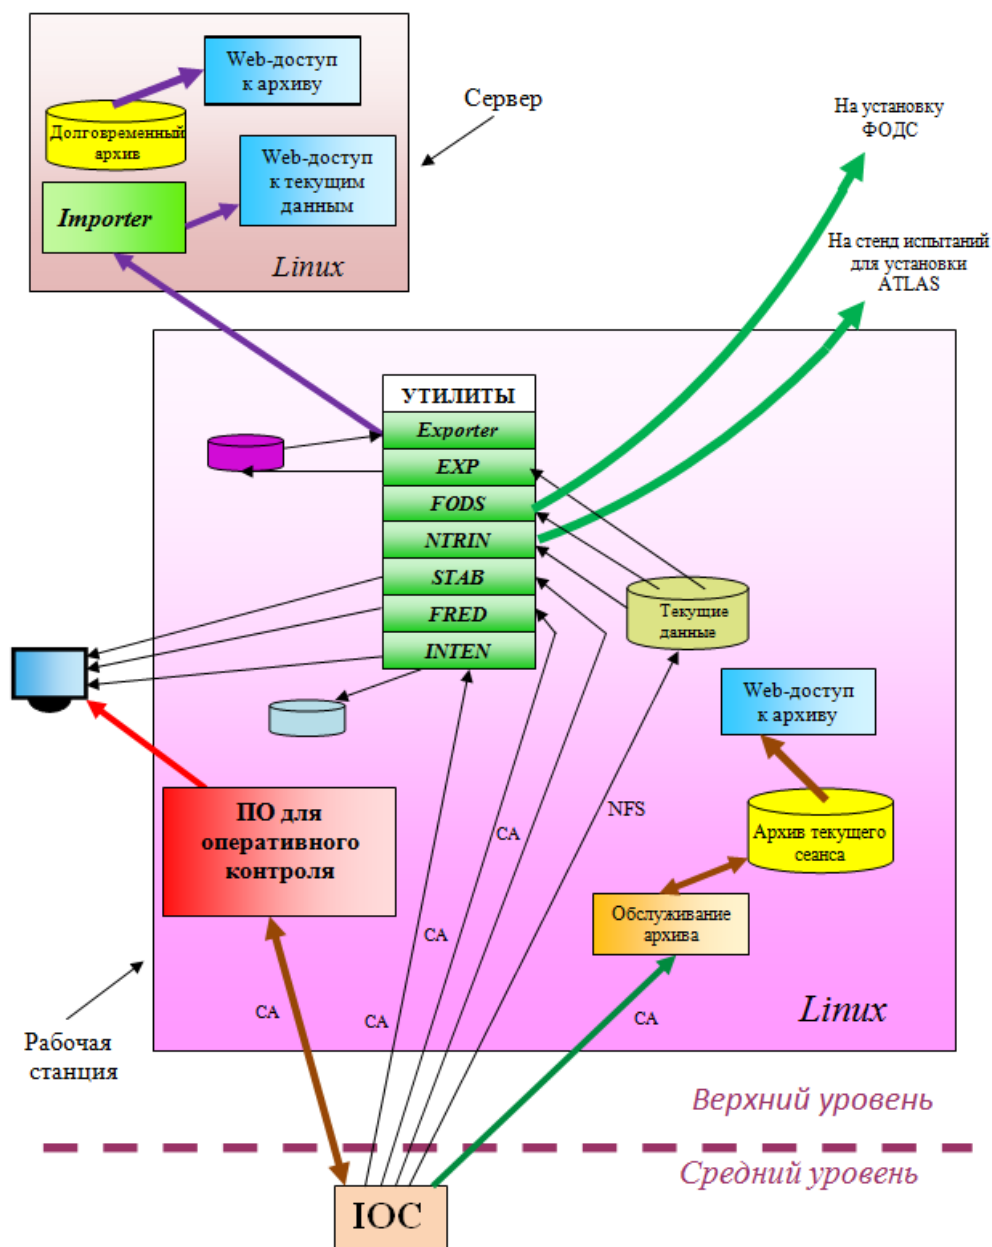 Web-доступ
к архиву
Долговременный
архив
Web-доступ
к текущим
данным
Importer
Linux
Сервер
На установку
ФОДС
На стенд испытаний
для установки
ATLAS
УТИЛИТЫ
Exporter
EXP
FODS
NTRIN
STAB
FRED
INTEN
Текущие
данные
Web-доступ
к архиву
Архив текущего
сеанса
Обслуживание
архива
ПО для
оперативного
контроля
NFS
CA
CA
CA
CA
CA
Linux
Рабочая
станция
Верхний уровень
Средний уровень
IOC